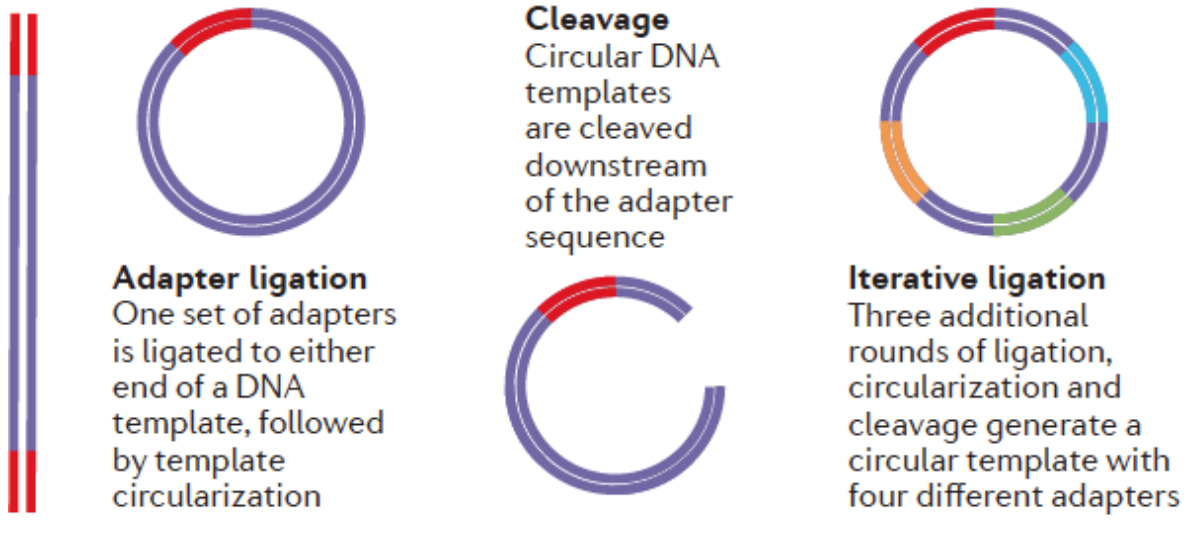 Adapter ligation
One set of adapters
is ligated to either
end of a DNA
template, followed
by template
circularization
Cleavage
Circular DNA
templates
are cleaved
downstream
of the adapter
sequence
Iterative ligation
Three additional
rounds of ligation,
circularization and
cleavage generate a
circular template with
four different adapters